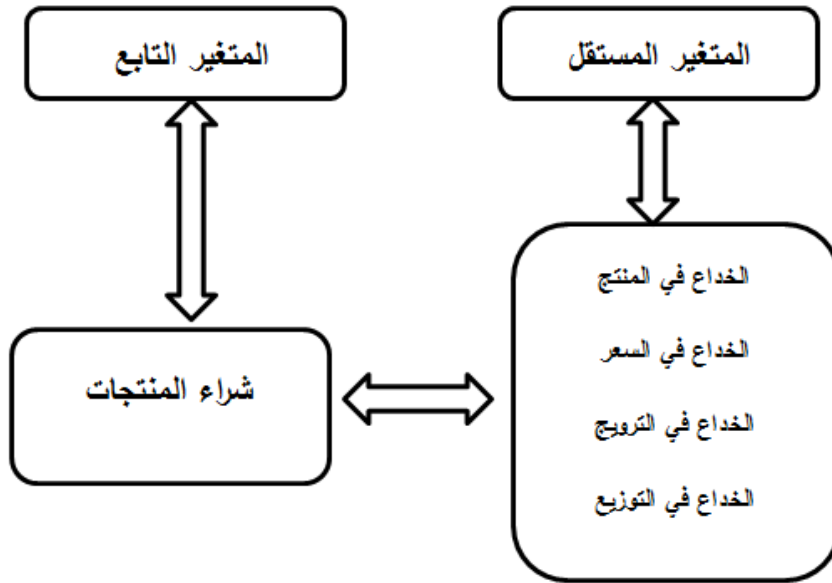 المتغير المستقل
المتغير التابع
الخداع في المنتج
الخداع في السعر
الخداع في الترويج
الخداع في التوزيع
شراء المنتجات